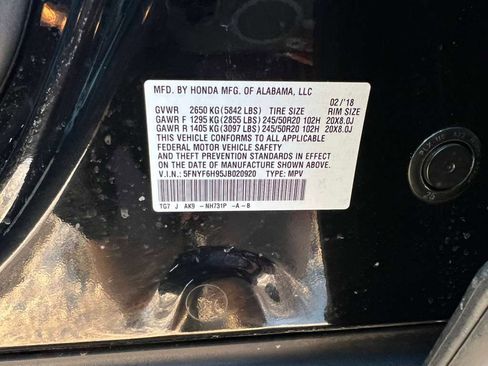 MFD. BY HONDA MFG. OF ALABAMA, LLC
GVWR 2650 KG (5842 LBS) TIRE SIZE 02/'18 RIM SIZE
GAWR F 1295 KG (2855 LBS) 245/50R20 102H 20X8.0J
GAWR R 1405 KG (3097 LBS) 245/50R20 102H 20X8.0J
THIS VEHICLE CONFORMS TO ALL APPLICABLE
FEDERAL MOTOR VEHICLE SAFETY
AND THEFT PREVENTION STANDARDS IN EFFECT
ON THE DATE OF MANUFACTURE SHOWN ABOVE.
V.I.N.: 5FNYF6H95JB020920 TYPE: MPV
TG7 J AK9 -NH731P -A-B